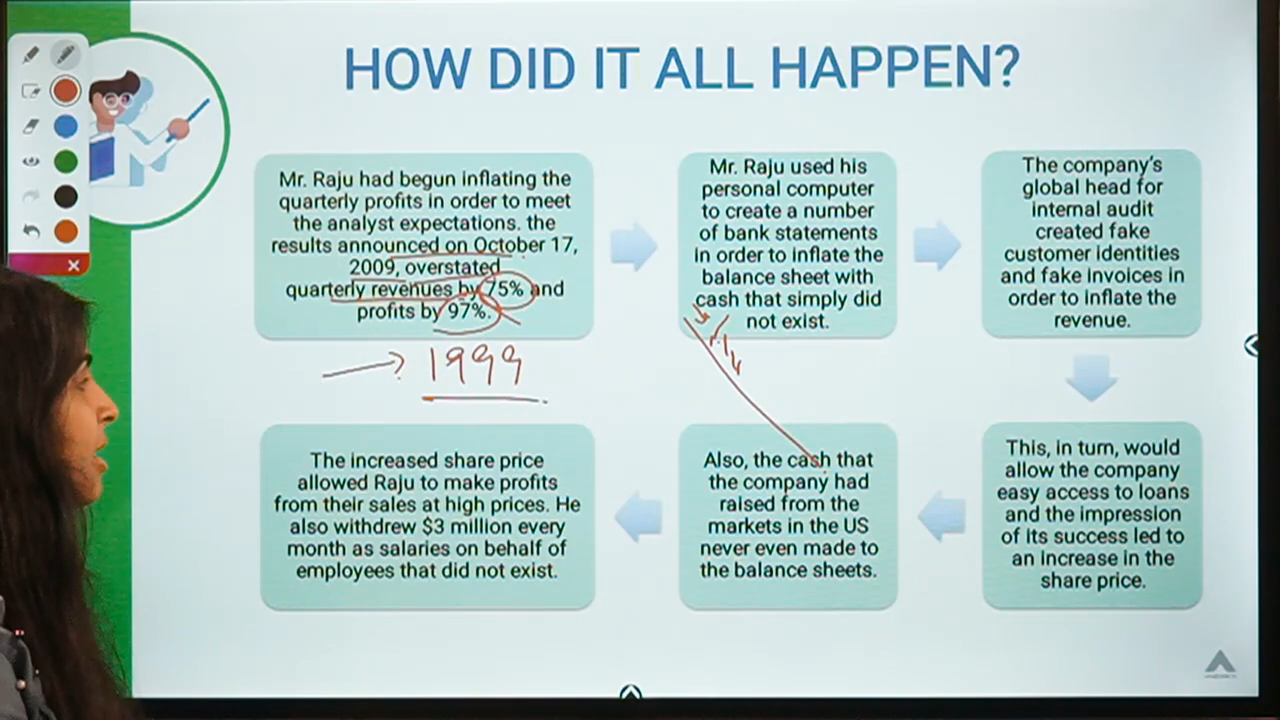 HOW DID IT ALL HAPPEN?
Mr. Raju had begun inflating the
quarterly profits in order to meet
the analyst expectations. the
results announced on October 17,
2009, overstated
quarterly revenues by 75% and
profits by 97%.
Mr. Raju used his
personal computer
to create a number
of bank statements
in order to inflate the
balance sheet with
cash that simply did
not exist.
The company's
global head for
internal audit
created fake
customer identities
and fake invoices in
order to inflate the
revenue.
1999
This, in turn, would
allow the company
easy access to loans
and the impression
of its success led to
an increase in the
share price.
Also, the cash that
the company had
raised from the
markets in the US
never even made to
the balance sheets.
The increased share price
allowed Raju to make profits
from their sales at high prices. He
also withdrew $3 million every
month as salaries on behalf of
employees that did not exist.